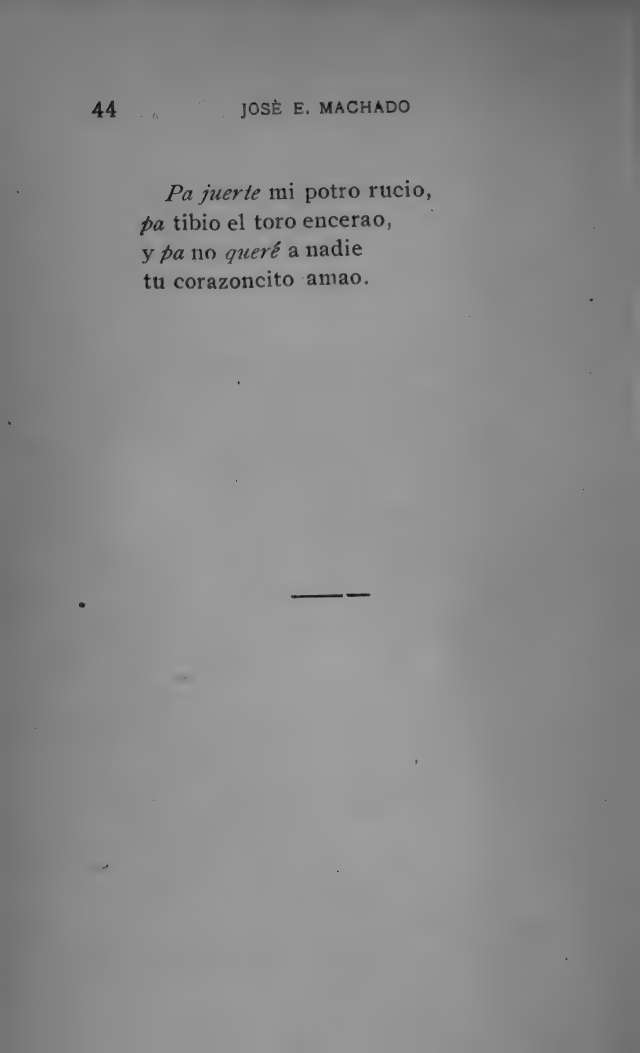 44 JOSÈ E. MACHADO
Pa juerte mi potro rucio,
pa tibio el toro encerao,
y pa no queré a nadie
tu corazoncito amao.